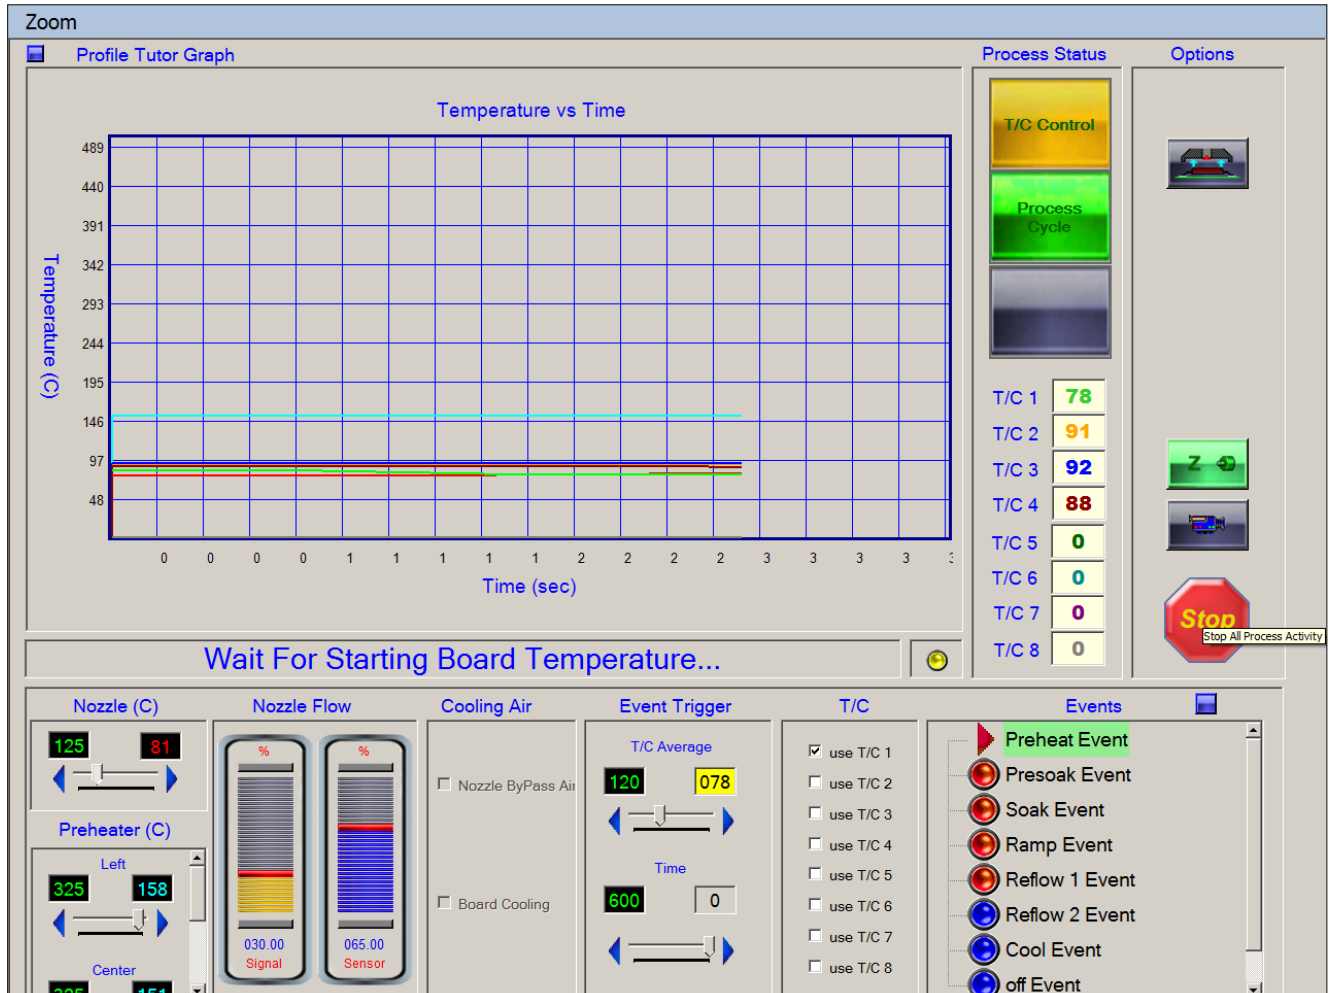 Zoom
Profile Tutor Graph
Process Status
Options
Temperature vs Time
489
440
391
342
293
244
195
146
97
48
Temperature (C)
0 0 0 0 1 1 1 1 1 2 2 2 2 3 3 3 3
Time (sec)
T/C Control
Process
Cycle
T/C 1 78
T/C 2 91
T/C 3 92
T/C 4 88
T/C 5 0
T/C 6 0
T/C 7 0
T/C 8 0
Z
Stop
Stop All Process Activity
Wait For Starting Board Temperature...
Nozzle (C)
125 81
Preheater (C)
Left
325 158
Center
325 151
Nozzle Flow
% %
030.00 065.00
Signal Sensor
Cooling Air
Nozzle ByPass Air
Board Cooling
Event Trigger
T/C Average
120 078
Time
600 0
T/C
use T/C 1
use T/C 2
use T/C 3
use T/C 4
use T/C 5
use T/C 6
use T/C 7
use T/C 8
Events
Preheat Event
Presoak Event
Soak Event
Ramp Event
Reflow 1 Event
Reflow 2 Event
Cool Event
off Event